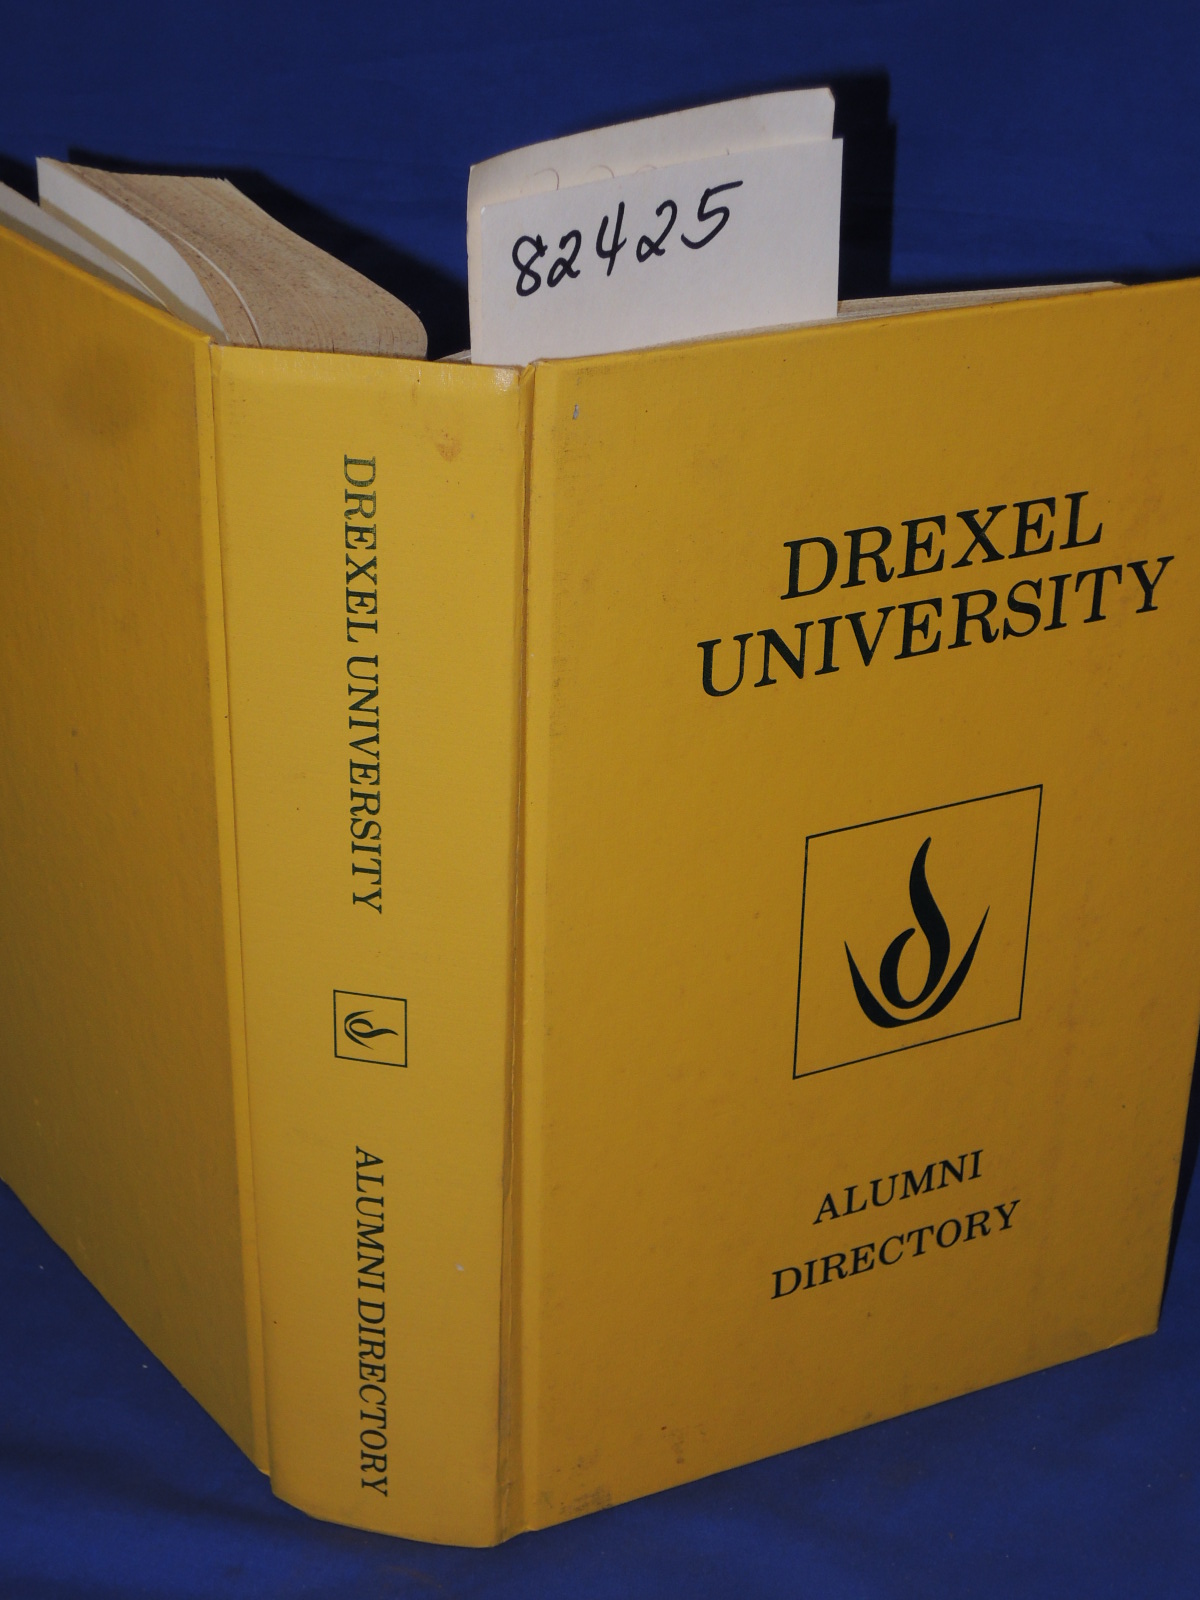 82425
DREXEL UNIVERSITY
ALUMNI DIRECTORY
DREXEL
UNIVERSITY
ALUMNI
DIRECTORY